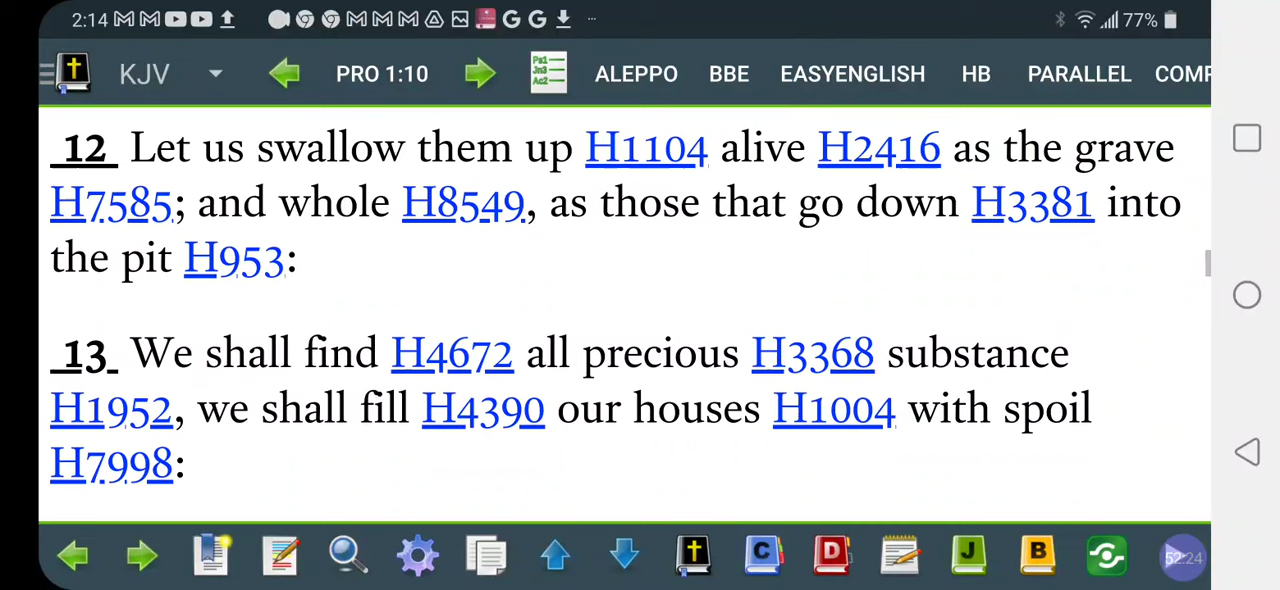 2:14 77%
KJV PRO 1:10 ALEPPO BBE EASYENGLISH HB PARALLEL COMP
12 Let us swallow them up H1104 alive H2416 as the grave
H7585; and whole H8549, as those that go down H3381 into
the pit H953:
13 We shall find H4672 all precious H3368 substance
H1952, we shall fill H4390 our houses H1004 with spoil
H7998:
C D J B 52:24